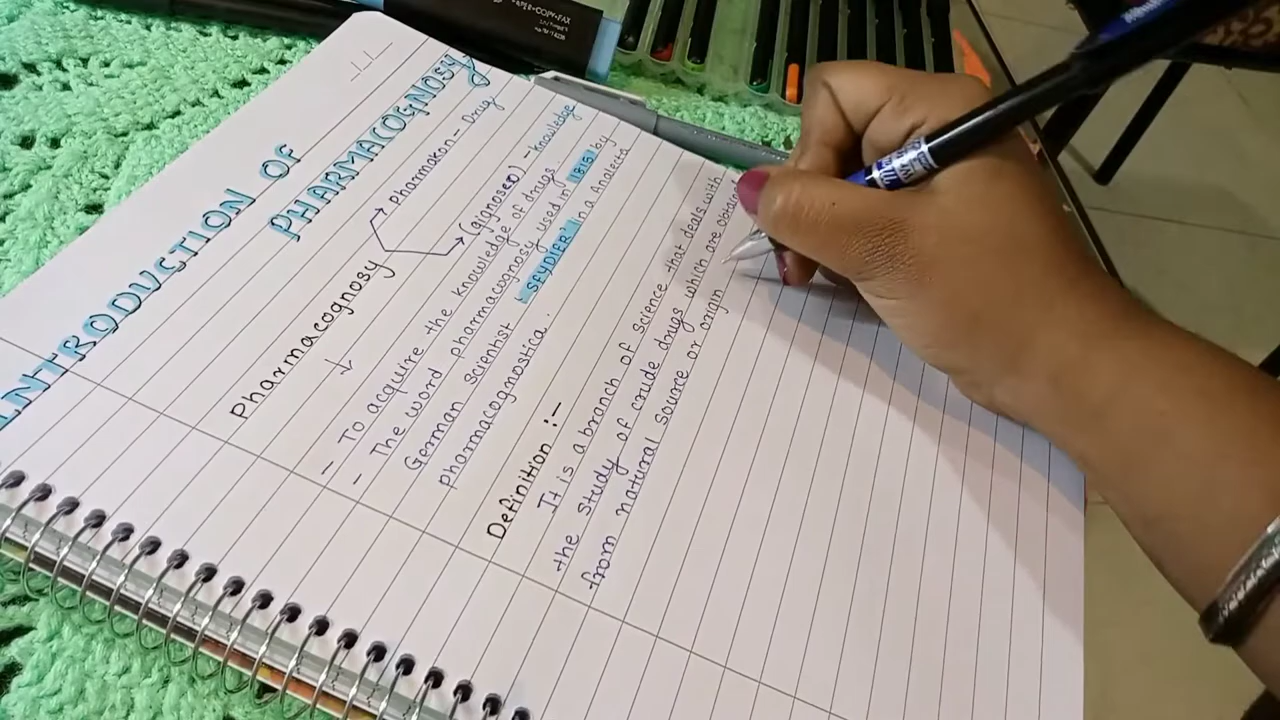 INTRODUCTION OF
PHARMACOGNOSY
Pharmacognosy
Pharmakon - Drug
(gignosco) - knowledge
- To acquire the knowledge of drugs
- The word pharmacognosy used in 1815 by
German scientist "SEYDLER" in a Analecta
pharmacognostica.
Definition :-
It is a branch of science that deals with
the study of crude drugs which are obtained
from natural source or origin